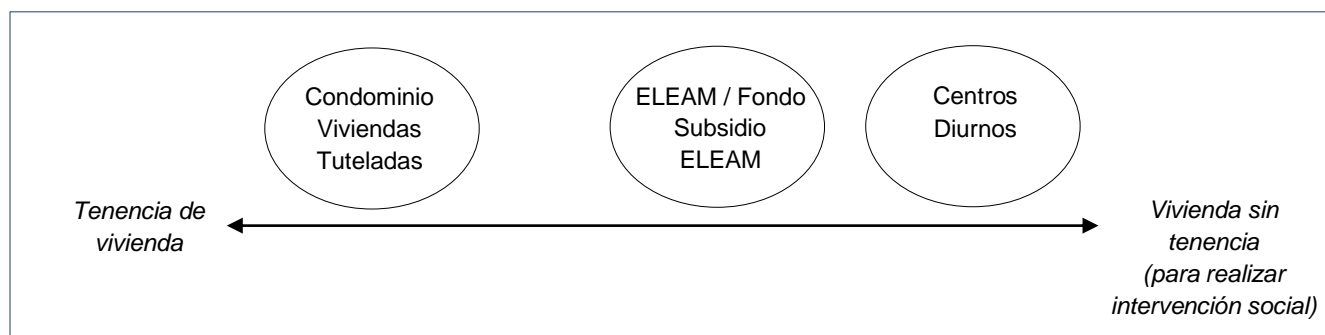 Condominio
Viviendas
Tuteladas
ELEAM / Fondo
Subsidio
ELEAM
Centros
Diurnos
Tenencia de
vivienda
Vivienda sin
tenencia
(para realizar
intervención social)